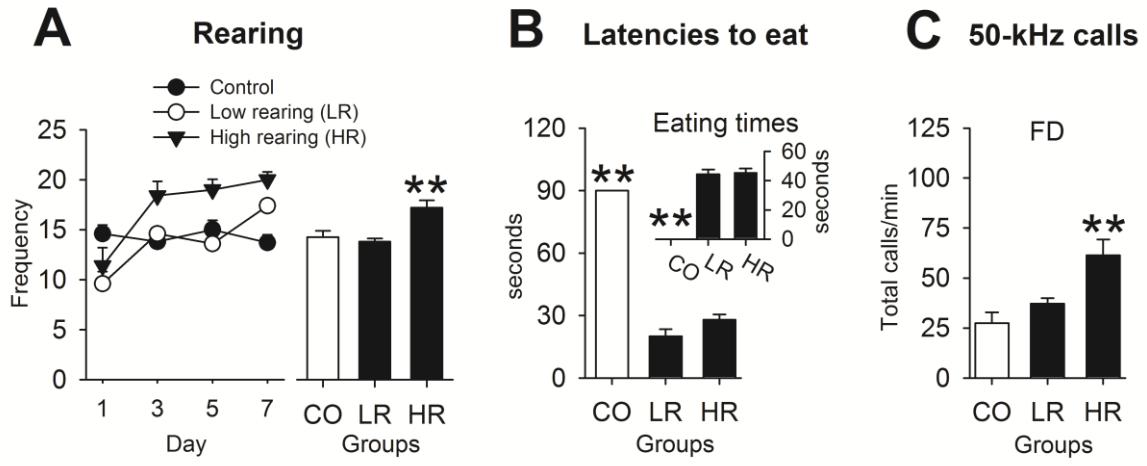 A Rearing
Control
Low rearing (LR)
High rearing (HR)
Frequency
25
20
15
10
5
0
**
1 3 5 7
Day
CO LR HR
Groups
B Latencies to eat
seconds
120
90
60
30
0
**
CO LR HR
Groups
Eating times
**
60
40
20
0
seconds
CO LR HR
C 50-kHz calls
FD
Total calls/min
125
100
75
50
25
0
**
CO LR HR
Groups